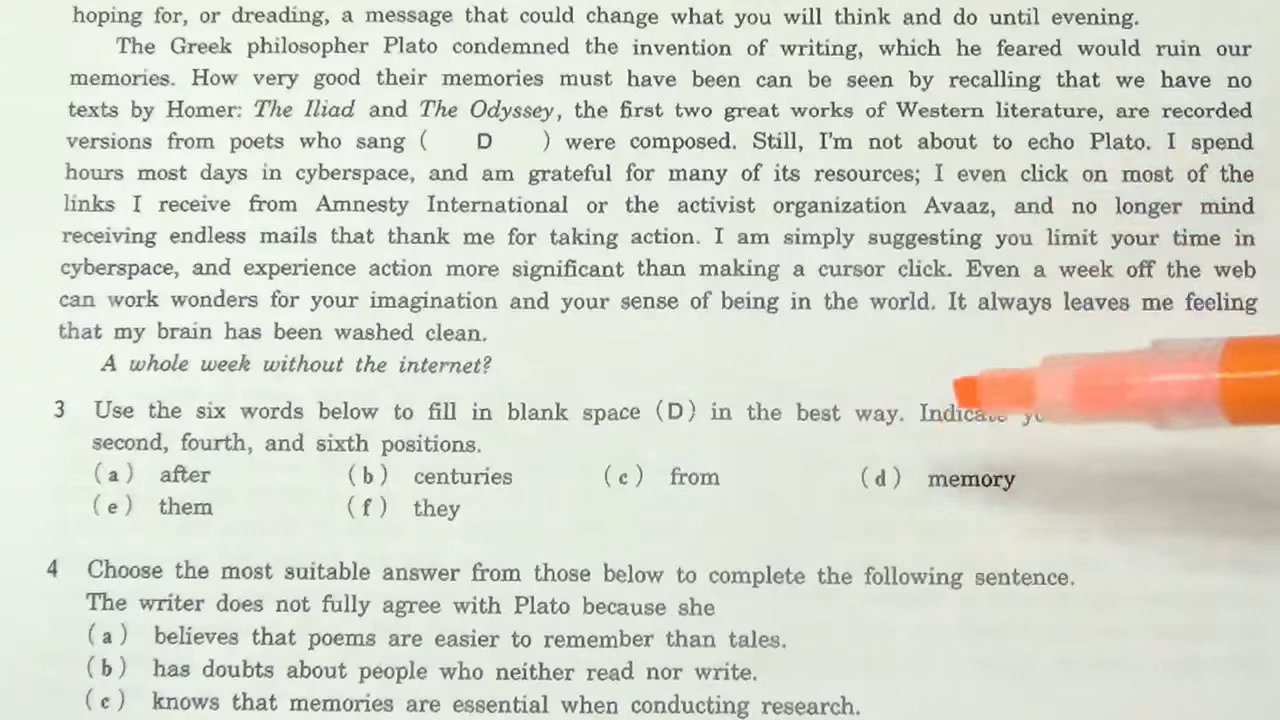 hoping for, or dreading, a message that could change what you will think and do until evening.
The Greek philosopher Plato condemned the invention of writing, which he feared would ruin our
memories. How very good their memories must have been can be seen by recalling that we have no
texts by Homer: The Iliad and The Odyssey, the first two great works of Western literature, are recorded
versions from poets who sang ( D ) were composed. Still, I'm not about to echo Plato. I spend
hours most days in cyberspace, and am grateful for many of its resources; I even click on most of the
links I receive from Amnesty International or the activist organization Avaaz, and no longer mind
receiving endless mails that thank me for taking action. I am simply suggesting you limit your time in
cyberspace, and experience action more significant than making a cursor click. Even a week off the web
can work wonders for your imagination and your sense of being in the world. It always leaves me feeling
that my brain has been washed clean.
A whole week without the internet?
3 Use the six words below to fill in blank space (D) in the best way. Indicate
second, fourth, and sixth positions.
(a) after (b) centuries (c) from (d) memory
(e) them (f) they
4 Choose the most suitable answer from those below to complete the following sentence.
The writer does not fully agree with Plato because she
(a) believes that poems are easier to remember than tales.
(b) has doubts about people who neither read nor write.
(c) knows that memories are essential when conducting research.